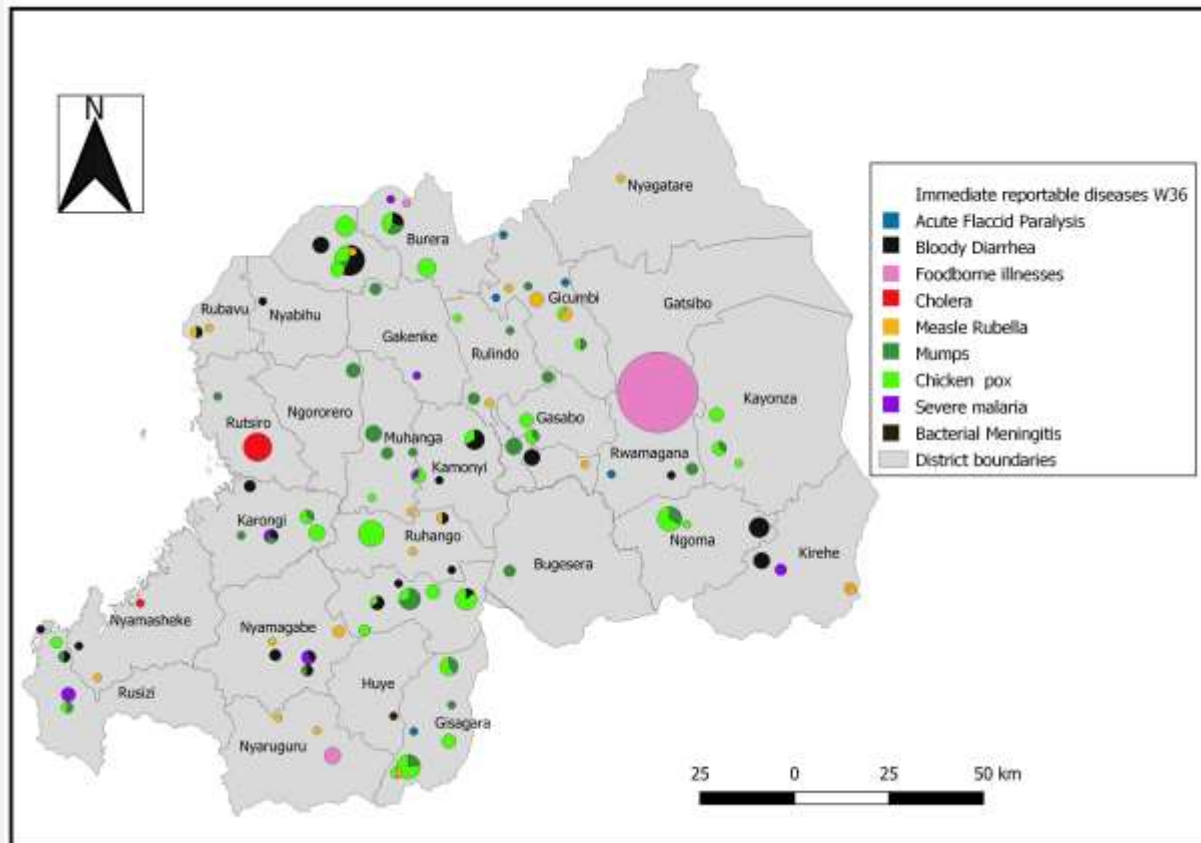 N
Nyagatare
Immediate reportable diseases W36
Acute Flaccid Paralysis
Bloody Diarrhea
Foodborne illnesses
Cholera
Measle Rubella
Mumps
Chicken pox
Severe malaria
Bacterial Meningitis
District boundaries
Burera
Rubavu
Nyabihu
Gicumbi
Gatsibo
Gakenke
Rulindo
Rutsiro
Ngororero
Gasabo
Kayonza
Muhanga
Kamonyi
Rwamagana
Karongi
Ruhango
Ngoma
Kirehe
Bugesera
Nyamasheke
Nyamagabe
Rusizi
Huye
Gisagara
Nyaruguru
25 0 25 50 km